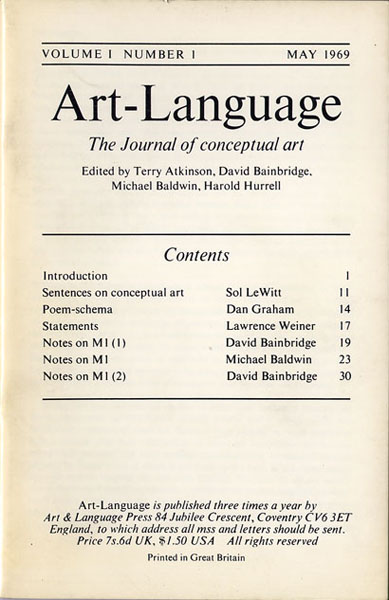 VOLUME I NUMBER 1 MAY 1969
Art-Language
The Journal of conceptual art
Edited by Terry Atkinson, David Bainbridge,
Michael Baldwin, Harold Hurrell
Contents
Introduction 1
Sentences on conceptual art Sol LeWitt 11
Poem-schema Dan Graham 14
Statements Lawrence Weiner 17
Notes on M1 (1) David Bainbridge 19
Notes on M1 Michael Baldwin 23
Notes on M1 (2) David Bainbridge 30
Art-Language is published three times a year by
Art & Language Press 84 Jubilee Crescent, Coventry CV6 3ET
England, to which address all mss and letters should be sent.
Price 7s.6d UK, $1.50 USA All rights reserved
Printed in Great Britain